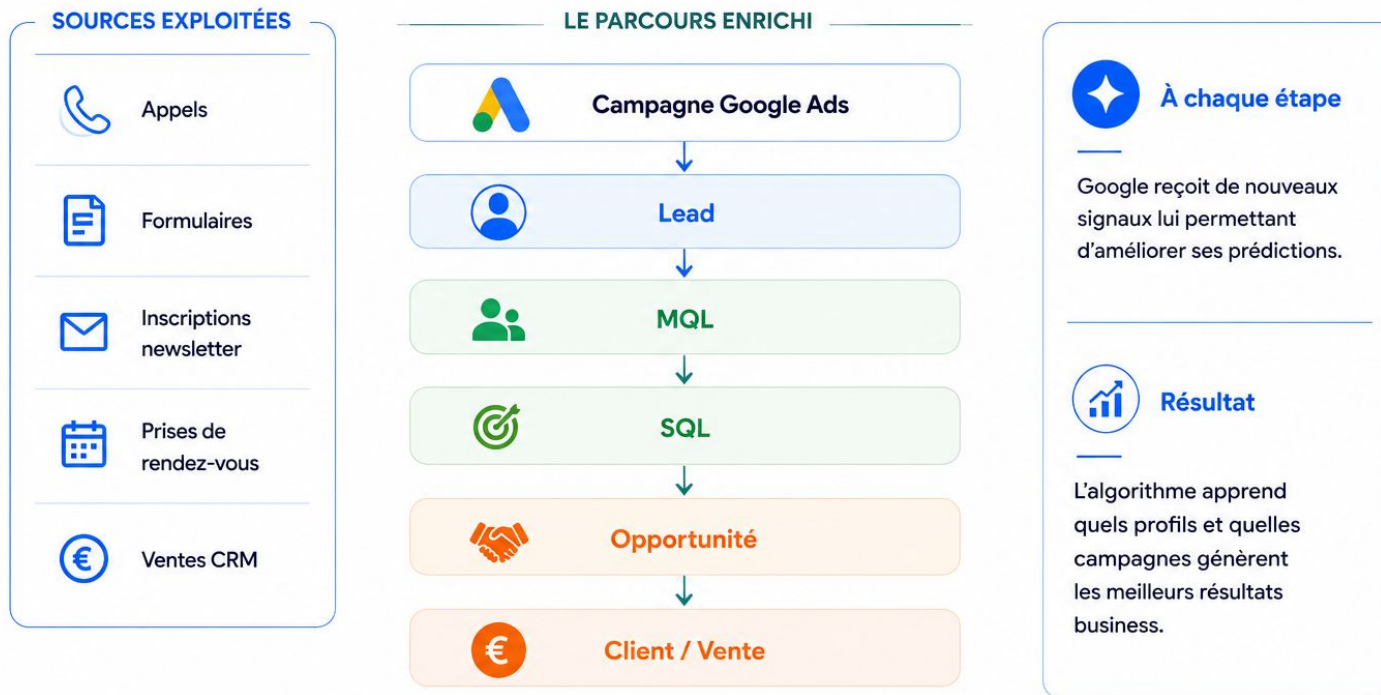 SOURCES EXPLOITÉES
Appels
Formulaires
Inscriptions
newsletter
Prises de
rendez-vous
€
Ventes CRM
LE PARCOURS ENRICHI
Campagne Google Ads
Lead
MQL
SQL
Opportunité
€
Client / Vente
À chaque étape
Google reçoit de nouveaux
signaux lui permettant
d’améliorer ses prédictions.
Résultat
L’algorithme apprend
quels profils et quelles
campagnes génèrent
les meilleurs résultats
business.